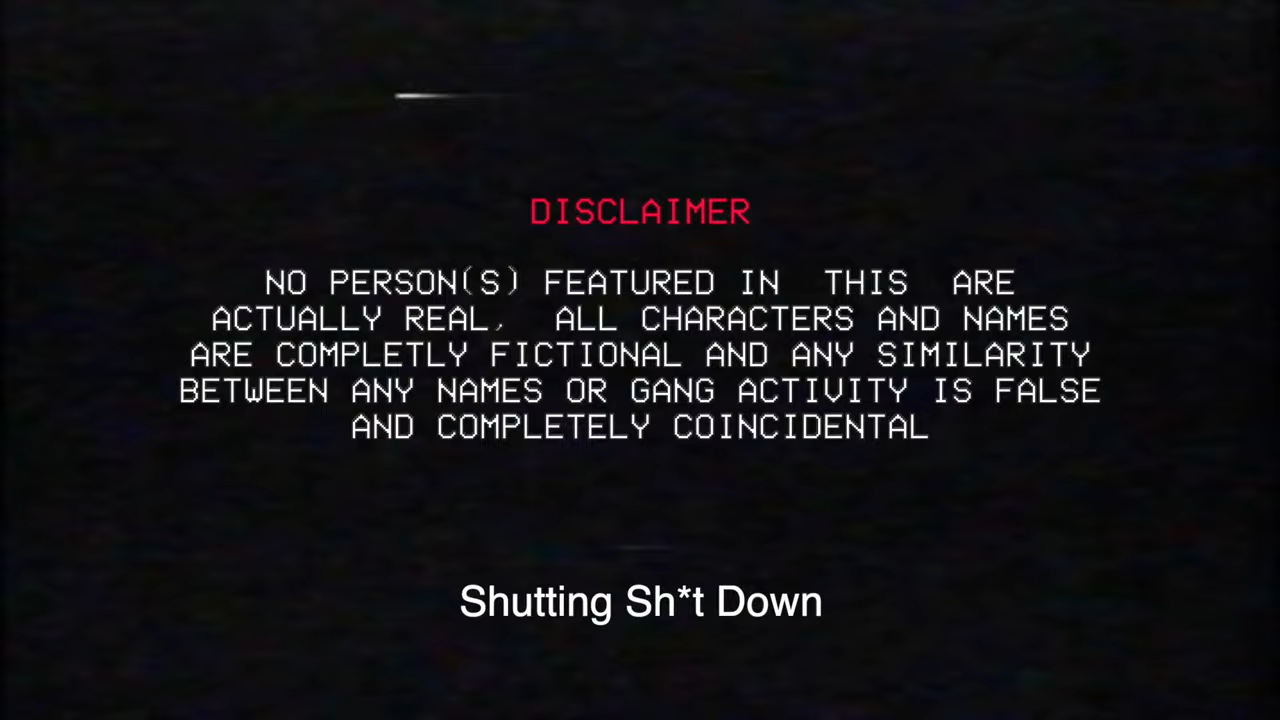 DISCLAIMER
NO PERSON(S) FEATURED IN THIS ARE
ACTUALLY REAL, ALL CHARACTERS AND NAMES
ARE COMPLETLY FICTIONAL AND ANY SIMILARITY
BETWEEN ANY NAMES OR GANG ACTIVITY IS FALSE
AND COMPLETELY COINCIDENTAL
Shutting Sh*t Down